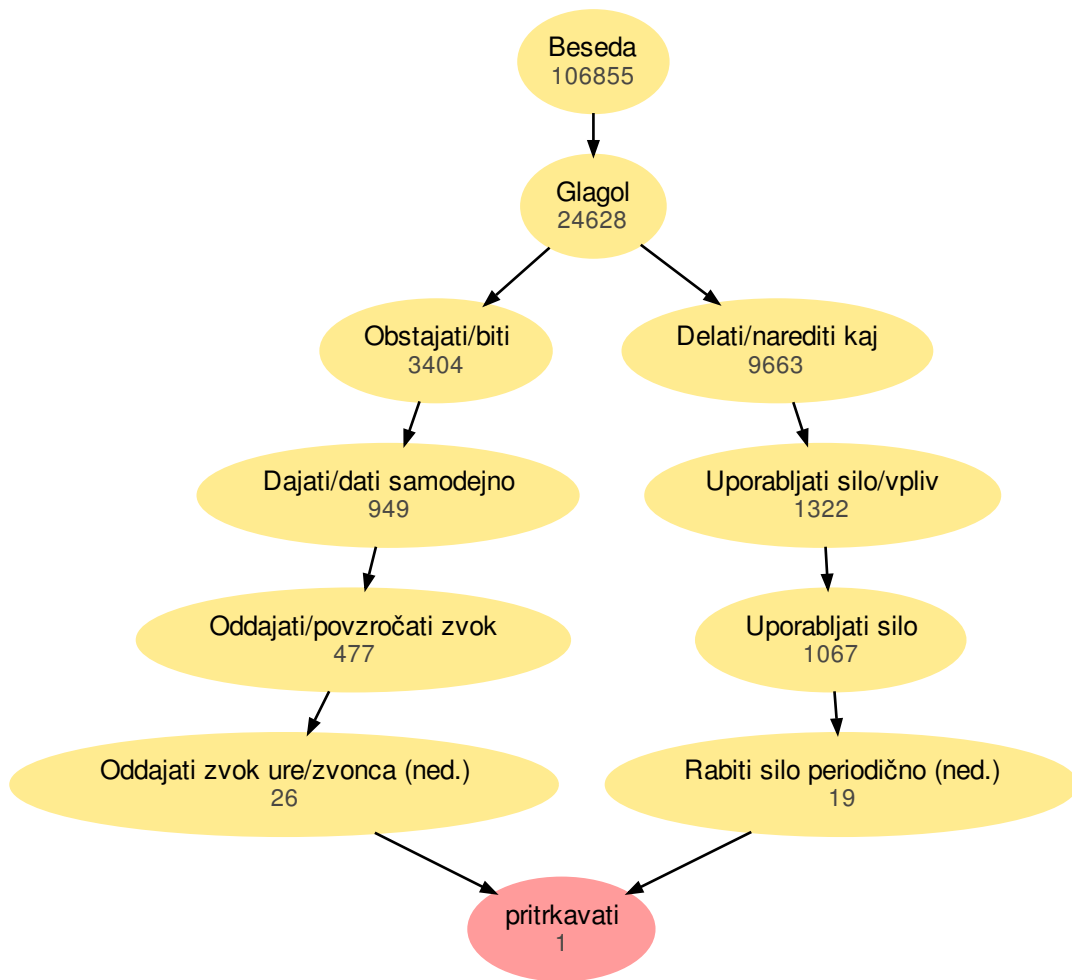 Beseda
106855
Glagol
24628
Obstajati/biti
3404
Delati/narediti kaj
9663
Dajati/dati samodejno
949
Uporabljati silo/vpliv
1322
Oddajati/povzročati zvok
477
Uporabljati silo
1067
Oddajati zvok ure/zvonca (ned.)
26
Rabiti silo periodično (ned.)
19
pritrkavati
1